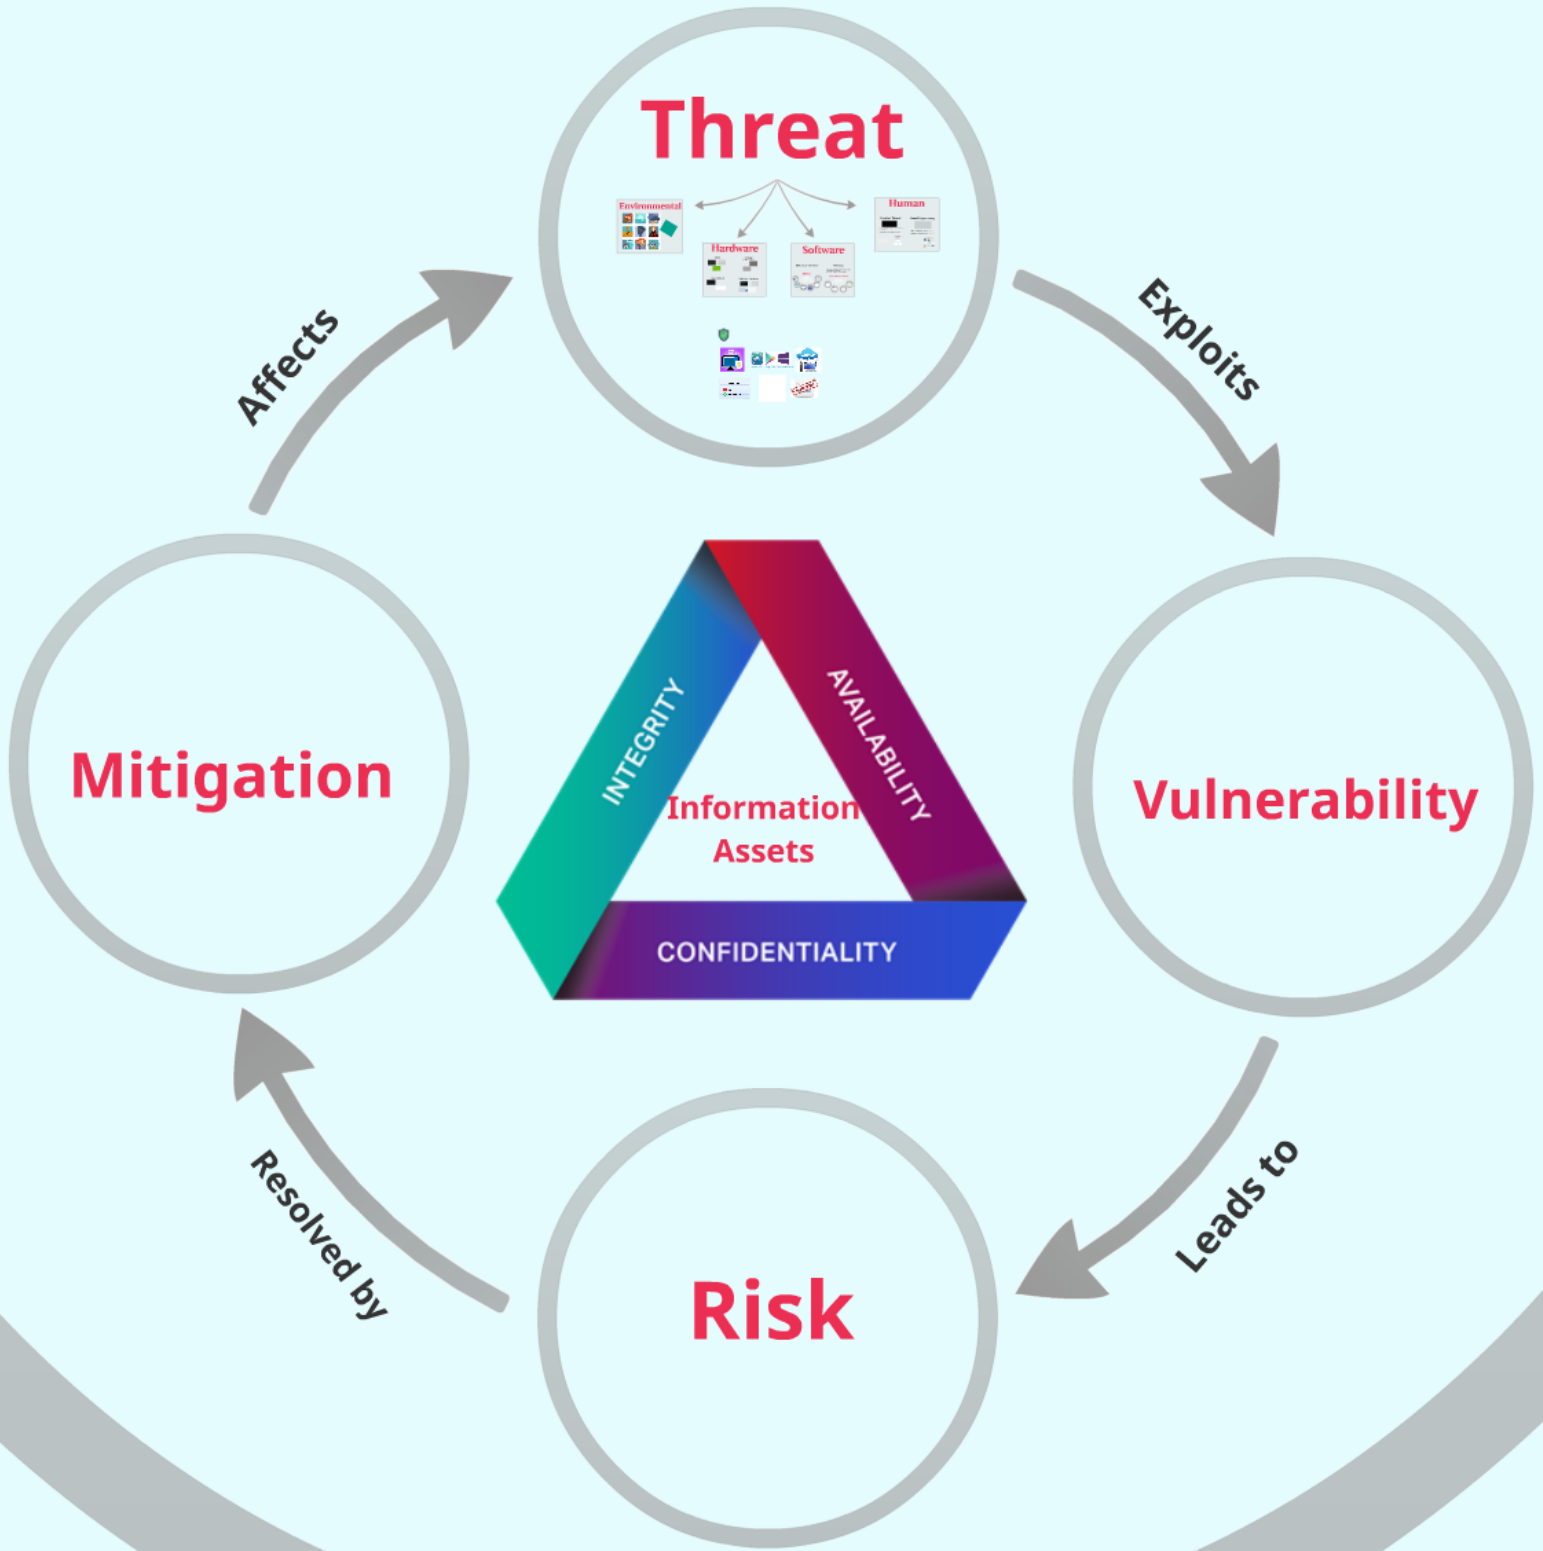 Threat
Environmental
Human
Hardware
Software
Affects
Exploits
INTEGRITY
AVAILABILITY
Mitigation
Vulnerability
Information
Assets
CONFIDENTIALITY
Resolved by
Leads to
Risk